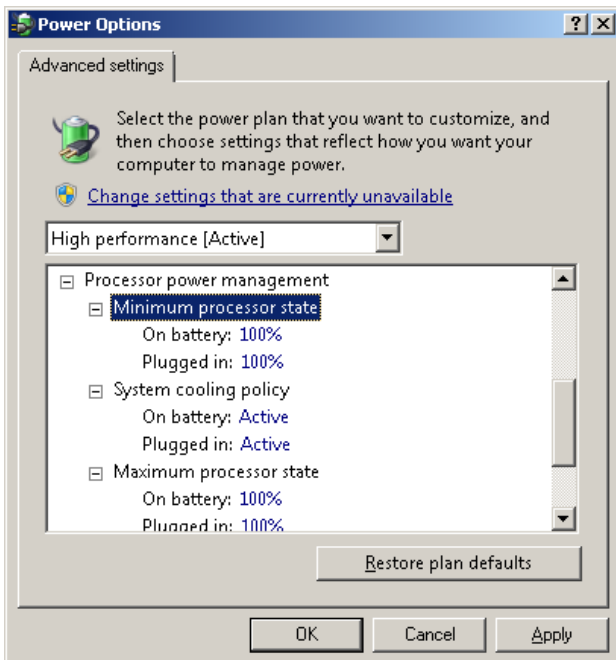 Power Options
Advanced settings
Select the power plan that you want to customize, and
then choose settings that reflect how you want your
computer to manage power.
Change settings that are currently unavailable
High performance [Active]
Processor power management
Minimum processor state
On battery: 100%
Plugged in: 100%
System cooling policy
On battery: Active
Plugged in: Active
Maximum processor state
On battery: 100%
Plugged in: 100%
Restore plan defaults
OK Cancel Apply